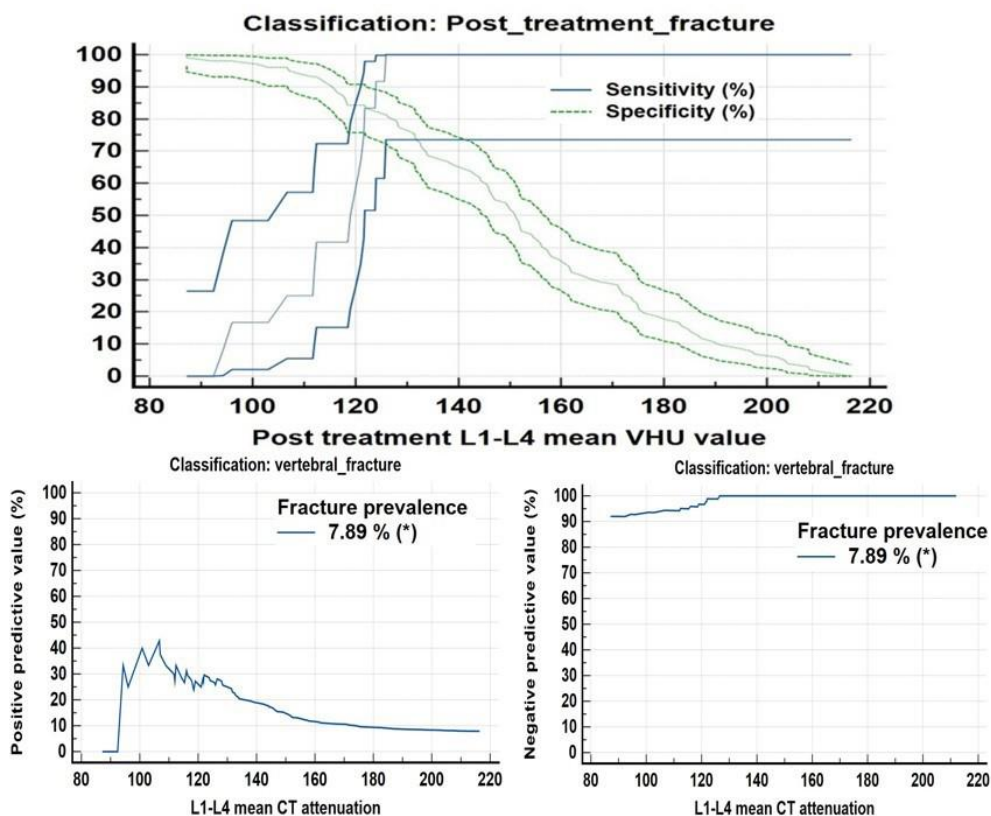 Classification: Post_treatment_fracture
100
90
80
70
60
50
40
30
20
10
0
Sensitivity (%)
Specificity (%)
80 100 120 140 160 180 200 220
Post treatment L1-L4 mean VHU value
Classification: vertebral_fracture
Positive predictive value (%)
100
90
80
70
60
50
40
30
20
10
0
Fracture prevalence
7.89 % (*)
80 100 120 140 160 180 200 220
L1-L4 mean CT attenuation
Classification: vertebral_fracture
Negative predictive value (%)
100
90
80
70
60
50
40
30
20
10
0
Fracture prevalence
7.89 % (*)
80 100 120 140 160 180 200 220
L1-L4 mean CT attenuation